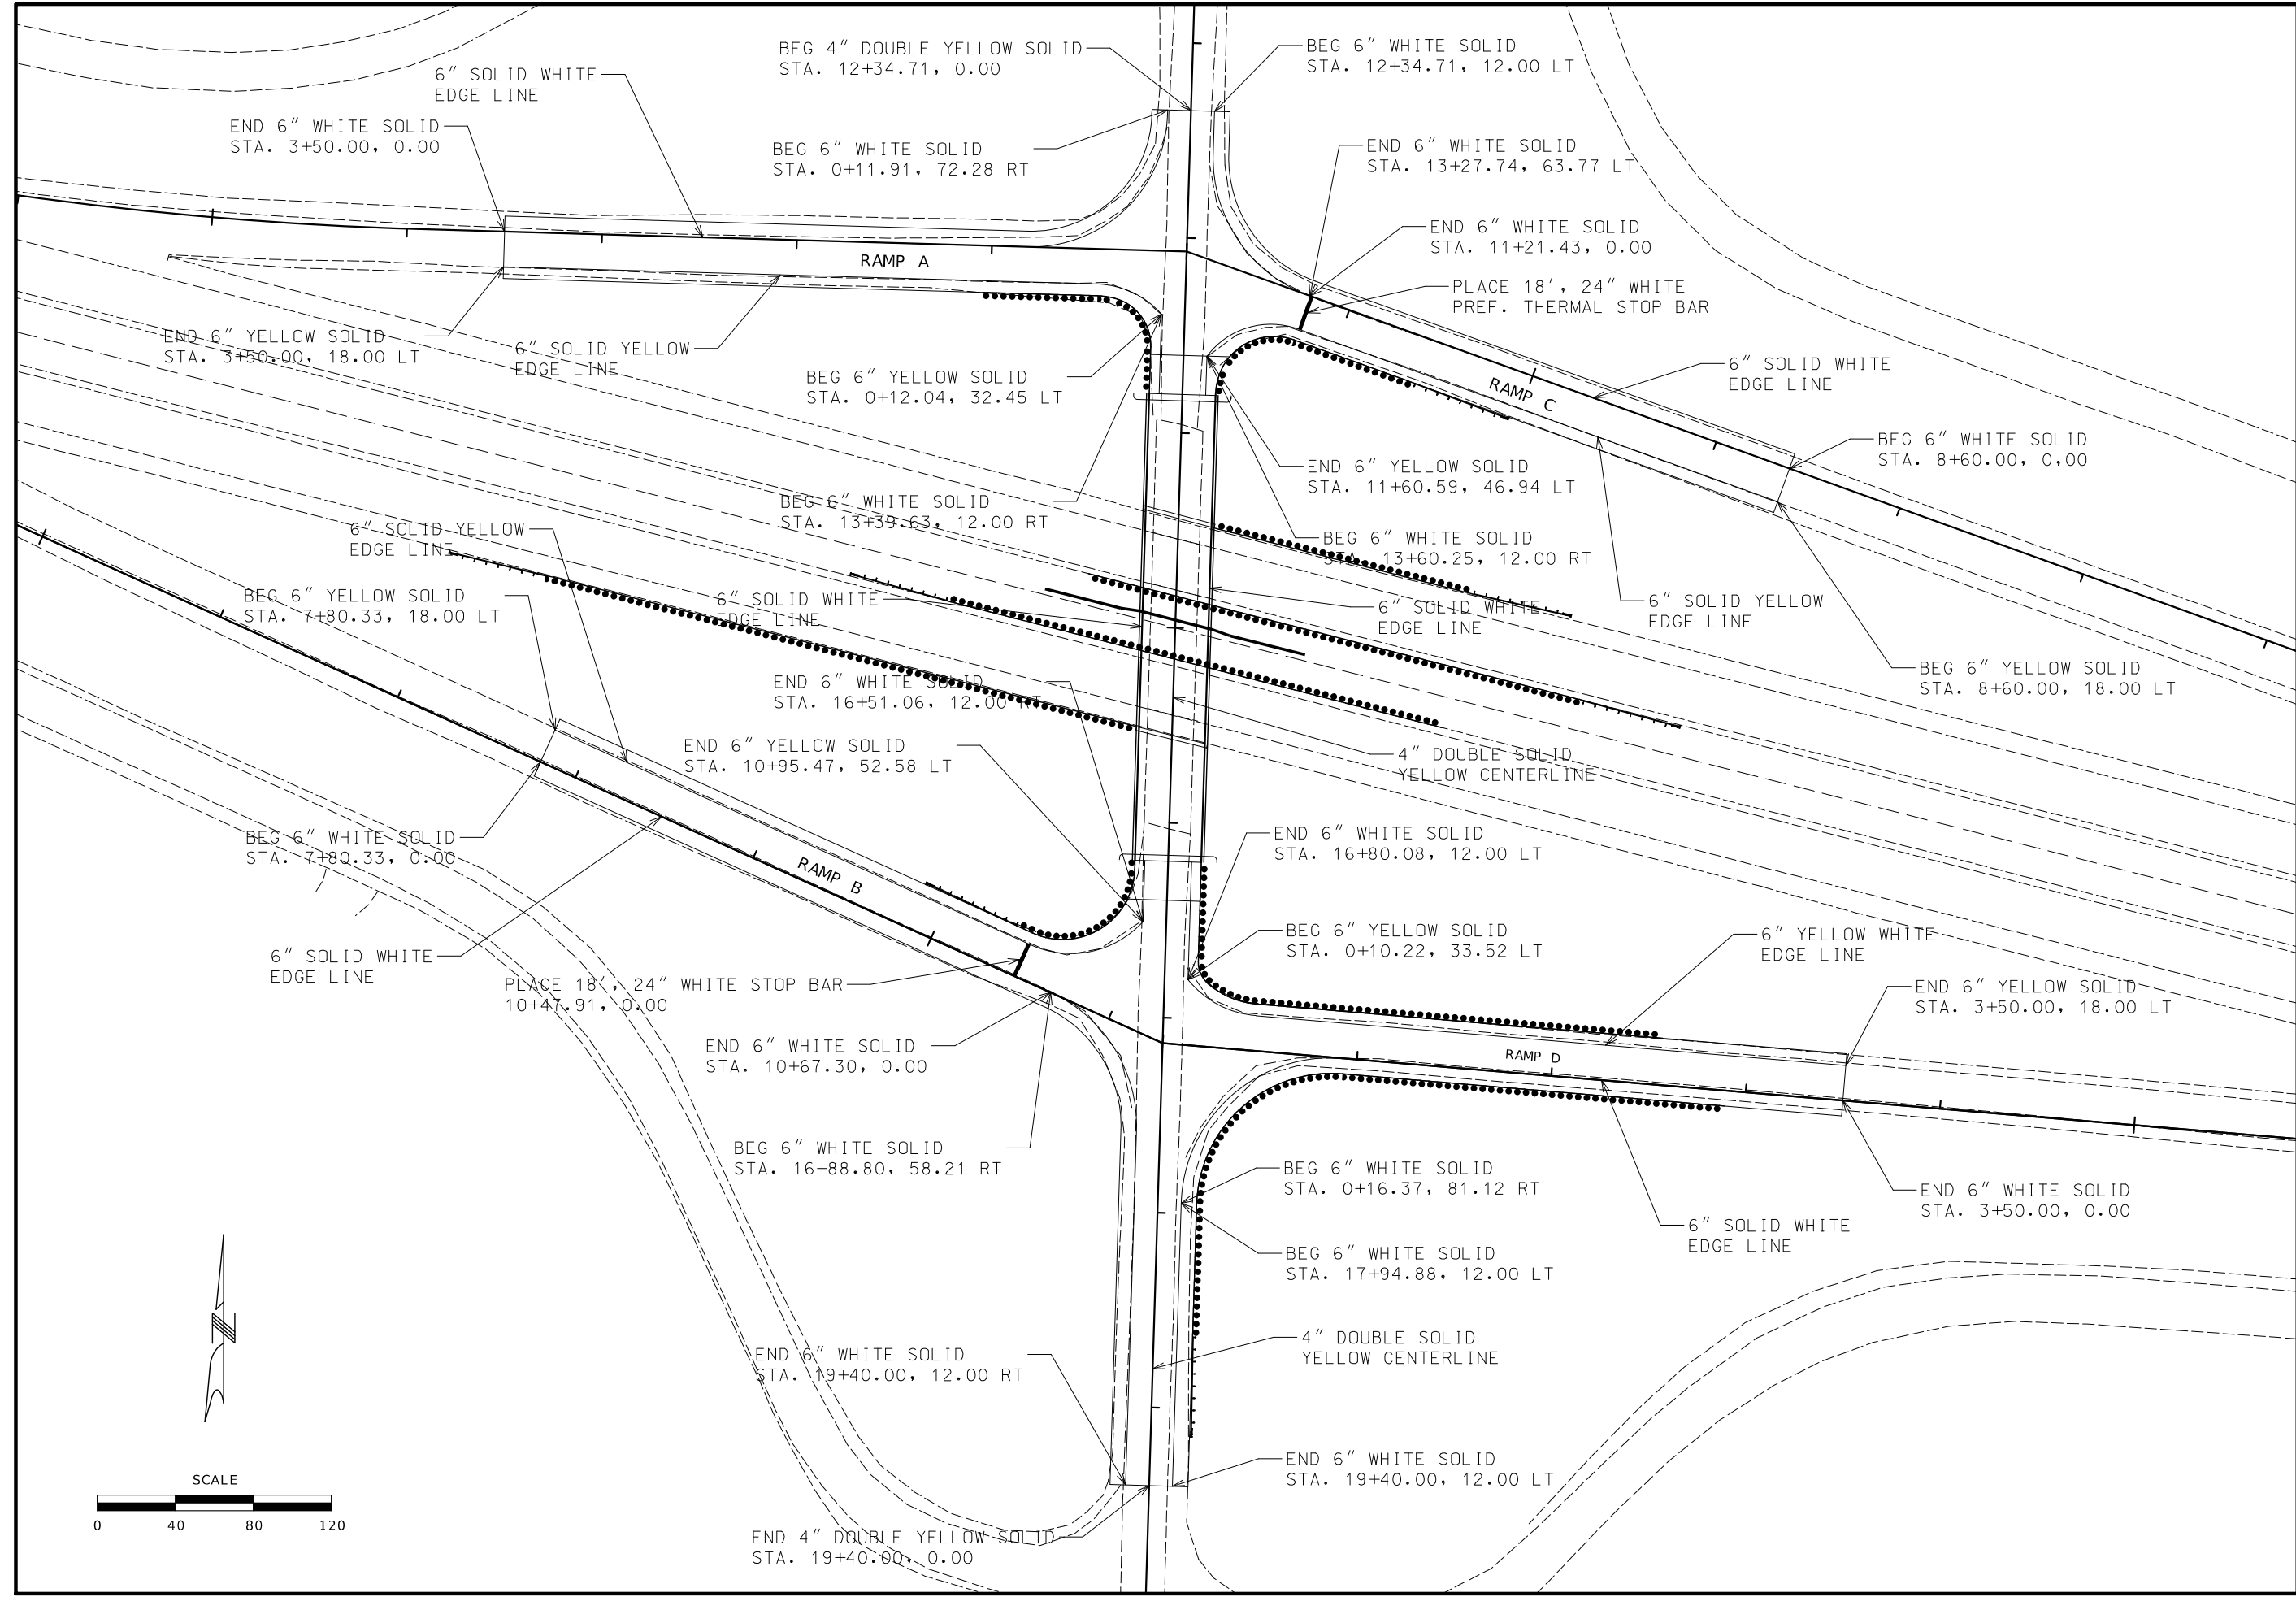 BEG 4" DOUBLE YELLOW SOLID
STA. 12+34.71, 0.00
BEG 6" WHITE SOLID
STA. 12+34.71, 12.00 LT
6" SOLID WHITE
EDGE LINE
END 6" WHITE SOLID
STA. 3+50.00, 0.00
BEG 6" WHITE SOLID
STA. 0+11.91, 72.28 RT
END 6" WHITE SOLID
STA. 13+27.74, 63.77 LT
END 6" WHITE SOLID
STA. 11+21.43, 0.00
RAMP A
PLACE 18', 24" WHITE
PREF. THERMAL STOP BAR
END 6" YELLOW SOLID
STA. 3+50.00, 18.00 LT
6" SOLID YELLOW
EDGE LINE
BEG 6" YELLOW SOLID
STA. 0+12.04, 32.45 LT
6" SOLID WHITE
EDGE LINE
RAMP C
BEG 6" WHITE SOLID
STA. 8+60.00, 0,00
END 6" YELLOW SOLID
STA. 11+60.59, 46.94 LT
BEG 6" WHITE SOLID
STA. 13+39.63, 12.00 RT
6" SOLID YELLOW
EDGE LINE
BEG 6" WHITE SOLID
STA. 13+60.25, 12.00 RT
BEG 6" YELLOW SOLID
STA. 7+80.33, 18.00 LT
6" SOLID WHITE
EDGE LINE
6" SOLID WHITE
EDGE LINE
6" SOLID YELLOW
EDGE LINE
BEG 6" YELLOW SOLID
STA. 8+60.00, 18.00 LT
END 6" WHITE SOLID
STA. 16+51.06, 12.00 RT
END 6" YELLOW SOLID
STA. 10+95.47, 52.58 LT
4" DOUBLE SOLID
YELLOW CENTERLINE
BEG 6" WHITE SOLID
STA. 7+80.33, 0.00
END 6" WHITE SOLID
STA. 16+80.08, 12.00 LT
RAMP B
BEG 6" YELLOW SOLID
STA. 0+10.22, 33.52 LT
6" YELLOW WHITE
EDGE LINE
6" SOLID WHITE
EDGE LINE
PLACE 18', 24" WHITE STOP BAR
10+47.91, 0.00
END 6" YELLOW SOLID
STA. 3+50.00, 18.00 LT
END 6" WHITE SOLID
STA. 10+67.30, 0.00
RAMP D
BEG 6" WHITE SOLID
STA. 16+88.80, 58.21 RT
BEG 6" WHITE SOLID
STA. 0+16.37, 81.12 RT
END 6" WHITE SOLID
STA. 3+50.00, 0.00
6" SOLID WHITE
EDGE LINE
BEG 6" WHITE SOLID
STA. 17+94.88, 12.00 LT
N
4" DOUBLE SOLID
YELLOW CENTERLINE
END 6" WHITE SOLID
STA. 19+40.00, 12.00 RT
END 6" WHITE SOLID
STA. 19+40.00, 12.00 LT
SCALE
0 40 80 120
END 4" DOUBLE YELLOW SOLID
STA. 19+40.00, 0.00